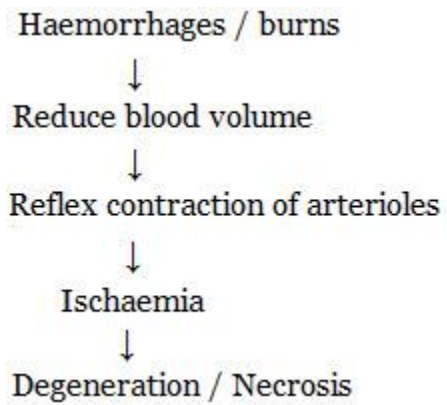 Haemorrhages / burns
↓
Reduce blood volume
↓
Reflex contraction of arterioles
↓
Ischaemia
↓
Degeneration / Necrosis